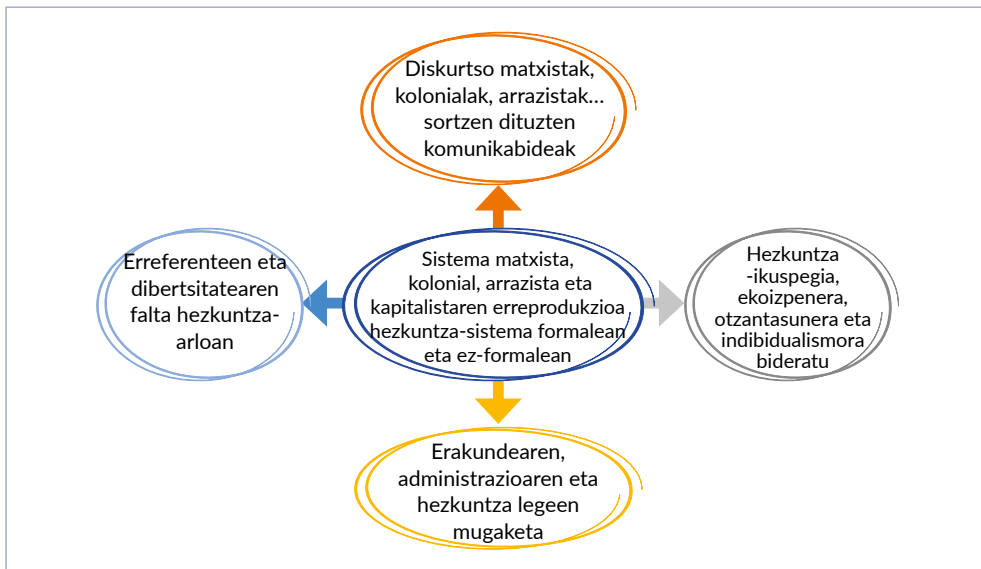 Diskurtso matxistak,
kolonialak, arrazistak...
sortzen dituzten
komunikabideak
Erreferenteen eta
dibertsitatearen
falta hezkuntza-
arloan
Sistema matxista,
kolonial, arrazista eta
kapitalistaren erreprodukzioa
hezkuntza-sistema formalean
eta ez-formalean
Hezkuntza
-ikuspegia,
ekoizpenera,
otzantasunera eta
indibidualismora
bideratu
Erakundearen,
administrazioaren eta
hezkuntza legeen
mugaketa